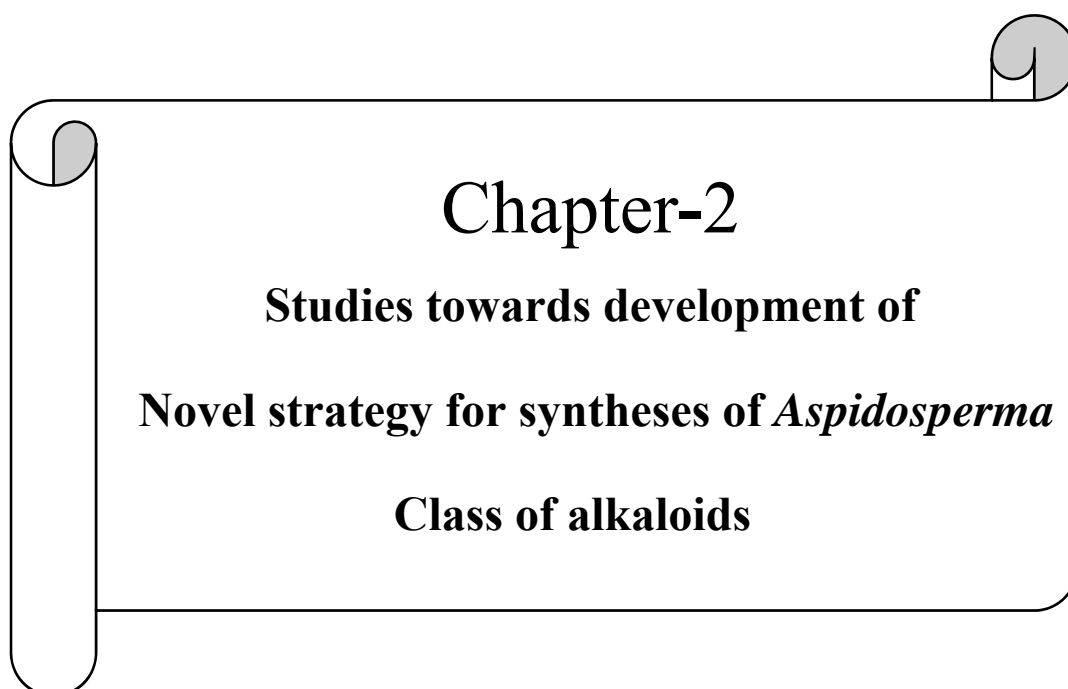 Chapter-2
Studies towards development of
Novel strategy for syntheses of Aspidosperma
Class of alkaloids